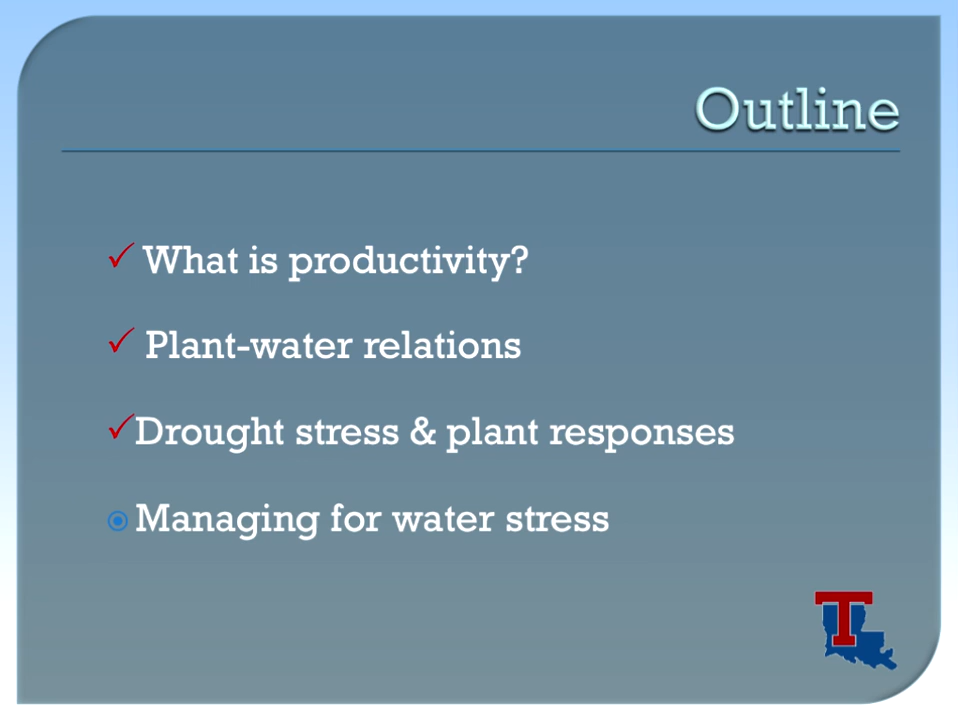 Outline
What is productivity?
Plant-water relations
Drought stress & plant responses
Managing for water stress
T